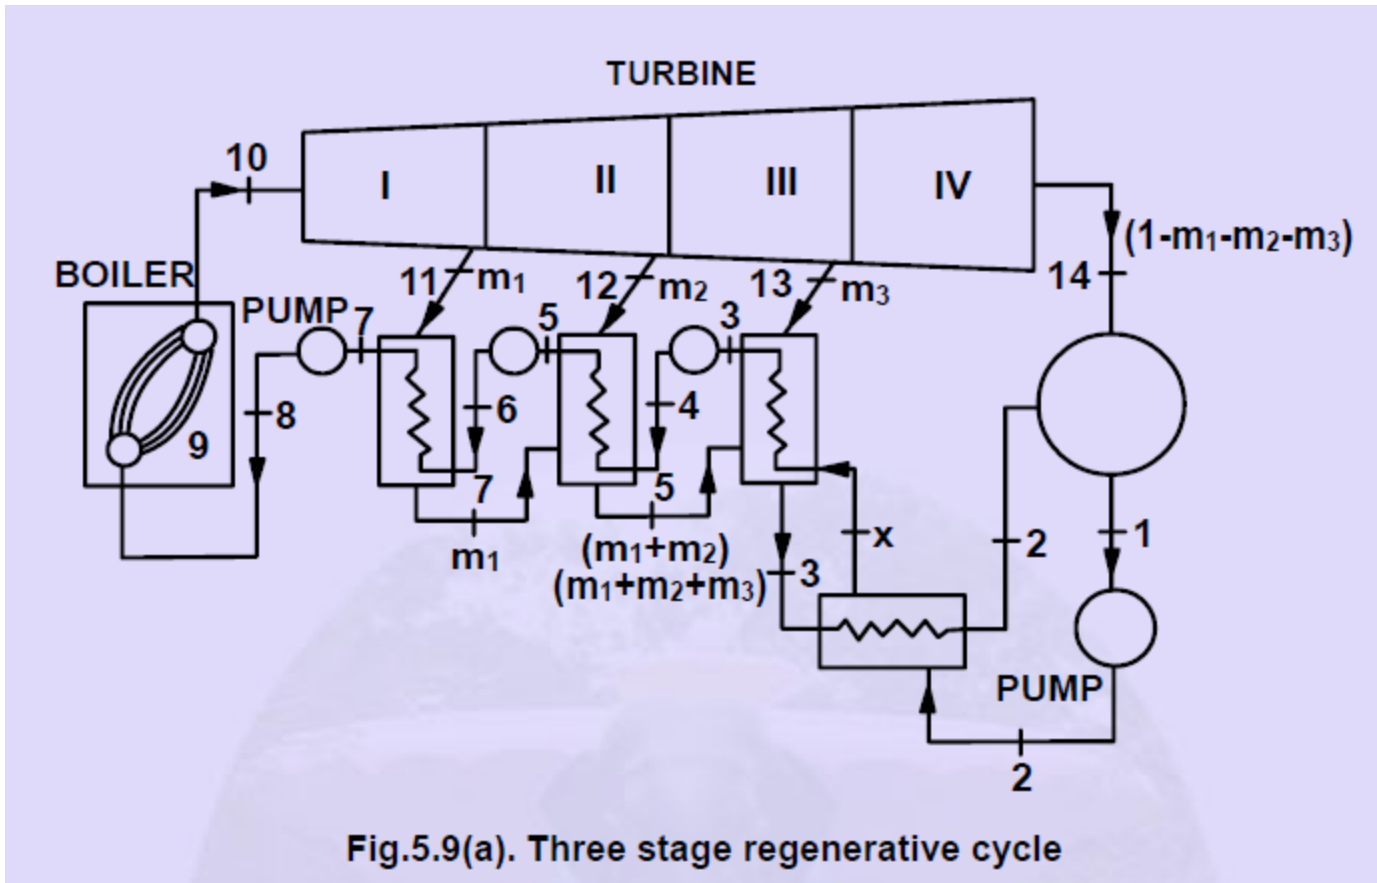 TURBINE
10
I
II
III
IV
(1-m₁-m₂-m₃)
BOILER
11
m₁
12
m₂
13
m₃
14
PUMP
7
5
3
8
6
4
9
7
5
x
2
1
m₁
(m₁+m₂)
(m₁+m₂+m₃)
3
PUMP
2
Fig.5.9(a). Three stage regenerative cycle